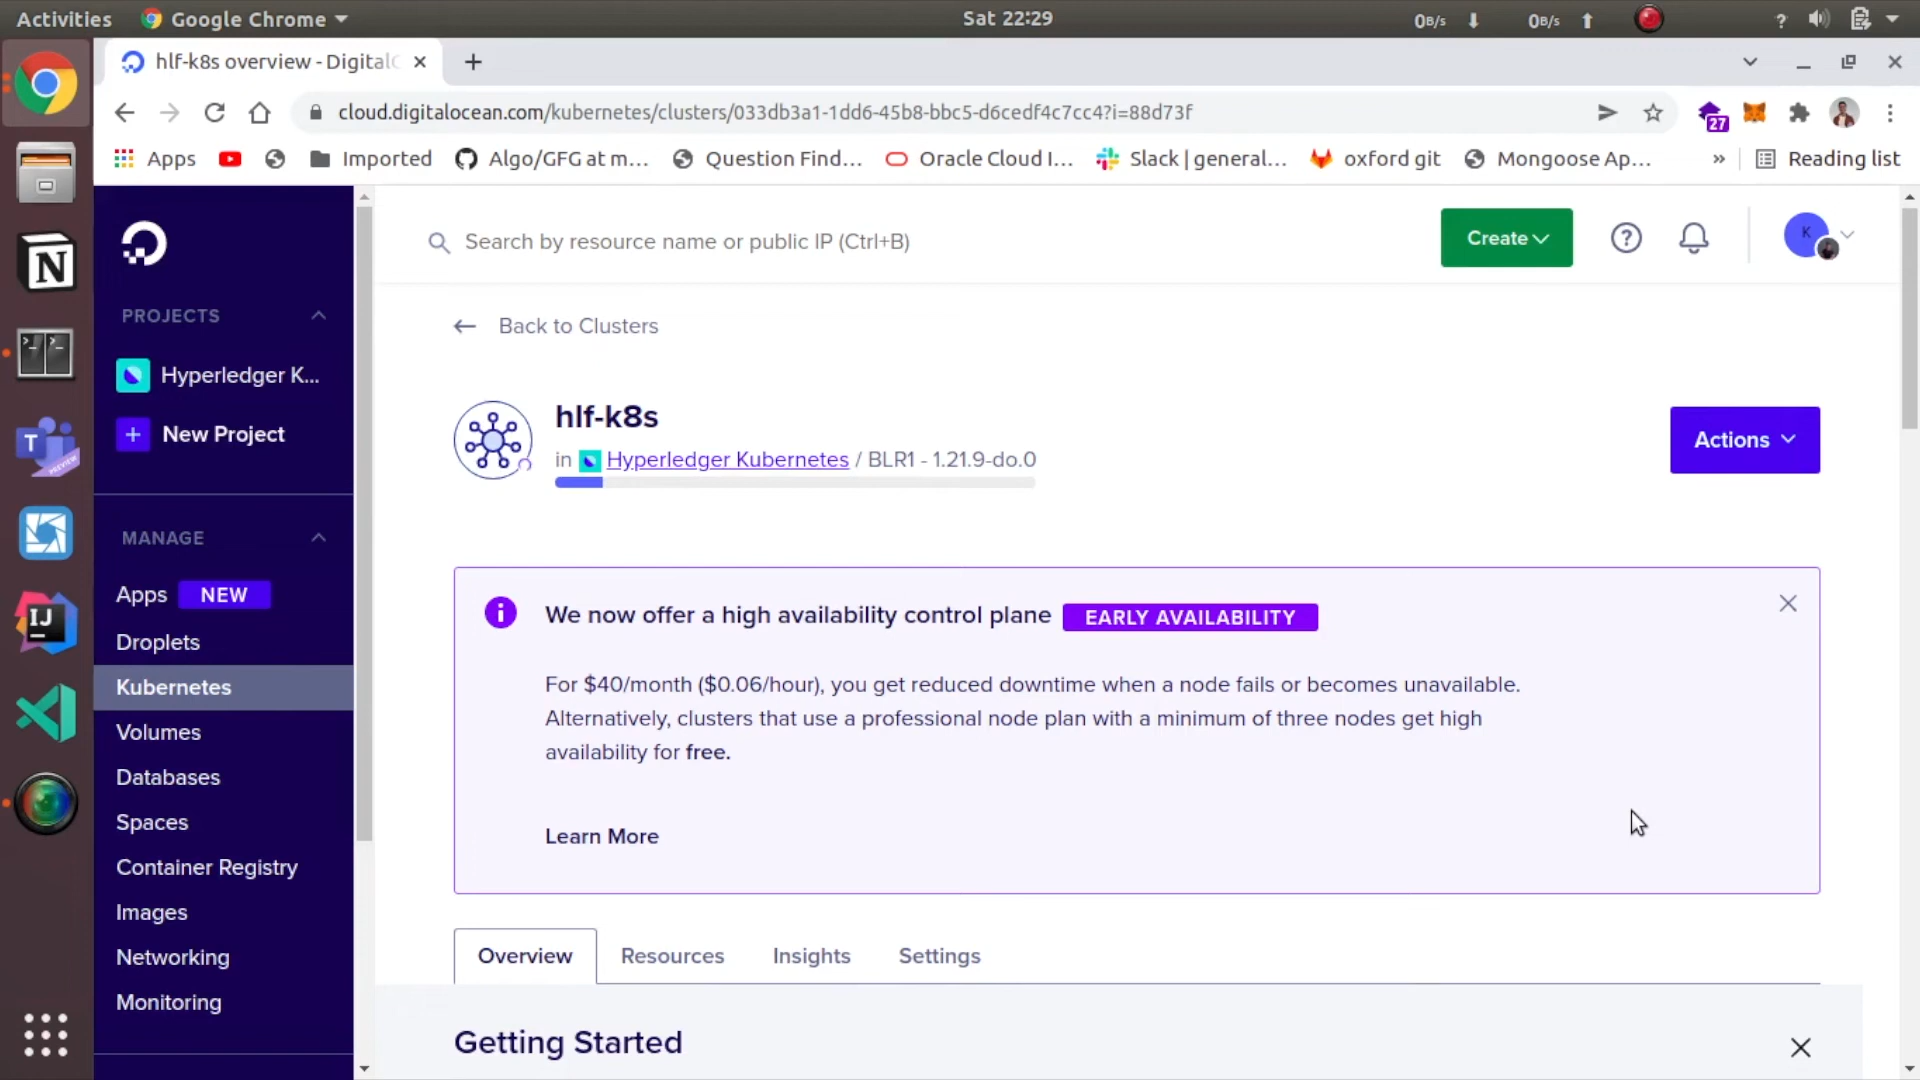 Activities
Google Chrome
Sat 22:29
0B/s
0B/s
?
hlf-k8s overview - Digital
cloud.digitalocean.com/kubernetes/clusters/033db3a1-1dd6-45b8-bbc5-d6cedf4c7cc4?i=88d73f
27
Apps
Imported
Algo/GFG at m...
Question Find...
Oracle Cloud I...
Slack | general...
oxford git
Mongoose Ap...
»
Reading list
Search by resource name or public IP (Ctrl+B)
Create
?
K
PROJECTS
Hyperledger K...
+ New Project
MANAGE
Apps NEW
Droplets
Kubernetes
Volumes
Databases
Spaces
Container Registry
Images
Networking
Monitoring
← Back to Clusters
hlf-k8s
in Hyperledger Kubernetes / BLR1 - 1.21.9-do.0
Actions
We now offer a high availability control plane EARLY AVAILABILITY
For $40/month ($0.06/hour), you get reduced downtime when a node fails or becomes unavailable.
Alternatively, clusters that use a professional node plan with a minimum of three nodes get high
availability for free.
Learn More
Overview
Resources
Insights
Settings
Getting Started
N
T
PREVIEW
IJ